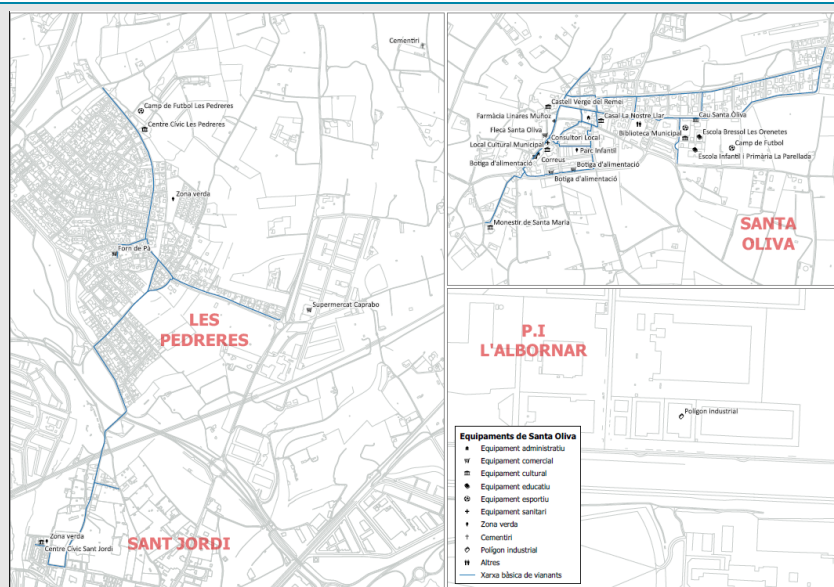 Cementiri
Camp de Futbol Les Pedreres
Centre Cívic Les Pedreres
Zona verda
Forn de Pa
Supermercat Caprabo
LES
PEDRERES
Zona verda
Centre Cívic Sant Jordi
SANT JORDI
Castell Verge del Remei
Farmàcia Linares Muñoz
Casal La Nostre Llar
Cau Santa Oliva
Fleca Santa Oliva
Consultori Local
Biblioteca Municipal
Escola Bressol Les Orenetes
Local Cultural Municipal
Parc Infantil
Camp de Futbol
Botiga d'alimentació
Correus
Botiga d'alimentació
Escola Infantil i Primària La Parellada
Botiga d'alimentació
Monestir de Santa Maria
SANTA
OLIVA
P.I
L'ALBORNAR
Polígon industrial
Equipaments de Santa Oliva
Equipament administratiu
Equipament comercial
Equipament cultural
Equipament educatiu
Equipament esportiu
Equipament sanitari
Zona verda
Cementiri
Polígon industrial
Altres
Xarxa bàsica de vianants